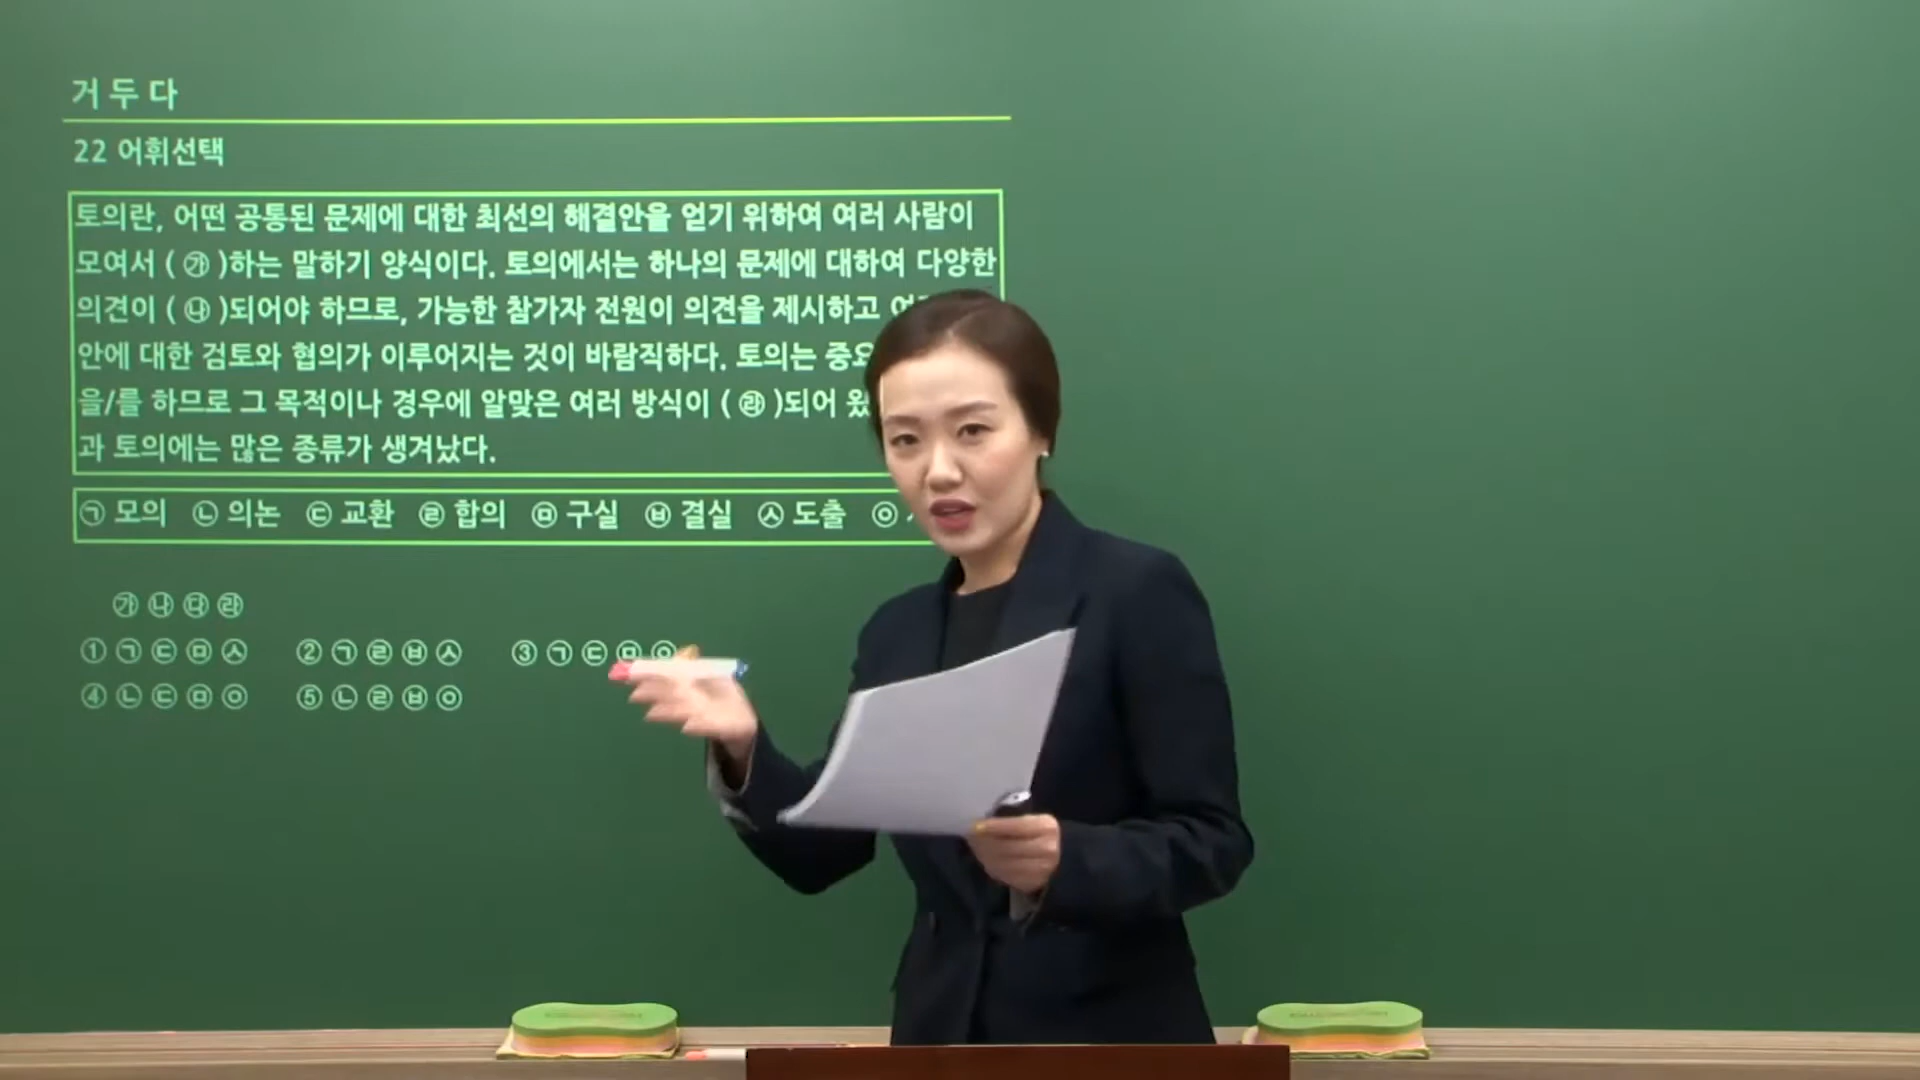 거두다
22 어휘선택
토의란, 어떤 공통된 문제에 대한 최선의 해결안을 얻기 위하여 여러 사람이
모여서 ( ㉮ )하는 말하기 양식이다. 토의에서는 하나의 문제에 대하여 다양한
의견이 ( ㉯ )되어야 하므로, 가능한 참가자 전원이 의견을 제시하고
안에 대한 검토와 협의가 이루어지는 것이 바람직하다. 토의는
을/를 하므로 그 목적이나 경우에 알맞은 여러 방식이 ( ㉱ )되어
과 토의에는 많은 종류가 생겨났다.
㉠ 모의 ㉡ 의논 ㉢ 교환 ㉣ 합의 ㉤ 구실 ㉥ 결실 ㉦ 도출 ㉧
㉮ ㉯ ㉰ ㉱
① ㉠ ㉢ ㉤ ㉦ ② ㉠ ㉣ ㉥ ㉦ ③ ㉠ ㉢ ㉤ ㉧
④ ㉡ ㉢ ㉤ ㉧ ⑤ ㉡ ㉣ ㉥ ㉧